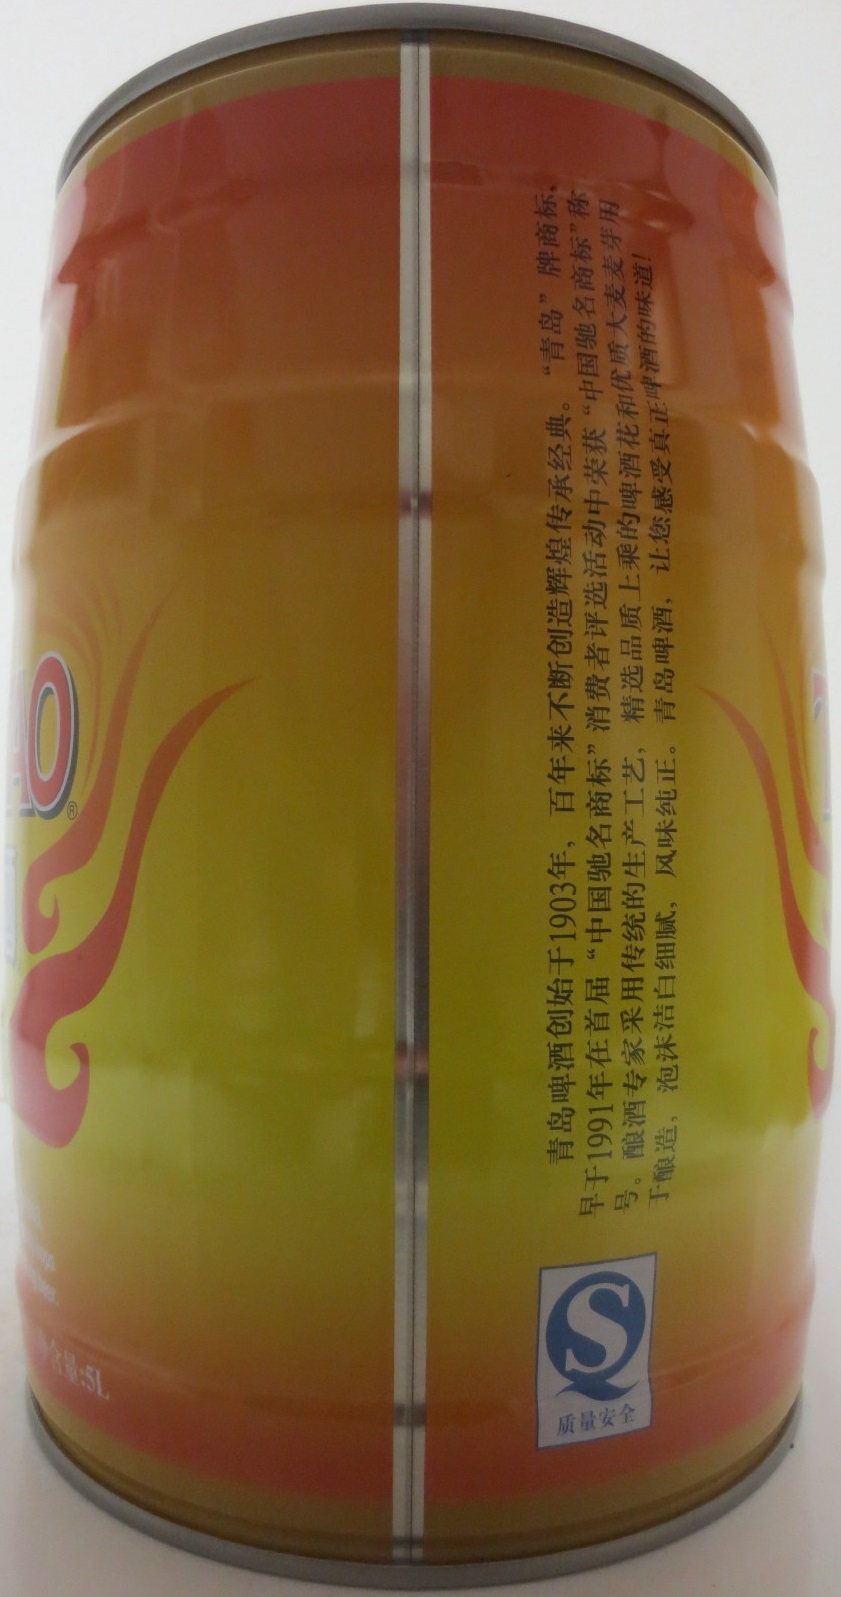 AO
®
:5L
青岛啤酒创始于1903年，百年来不断创造辉煌传承经典。“青岛”牌商标，
早于1991年在首届“中国驰名商标”消费者评选活动中荣获“中国驰名商标”称
号。酿酒专家采用传统的生产工艺，精选品质上乘的啤酒花和优质大麦麦芽用
于酿造，泡沫洁白细腻，风味纯正。青岛啤酒，让您感受真正啤酒的味道！
质量安全